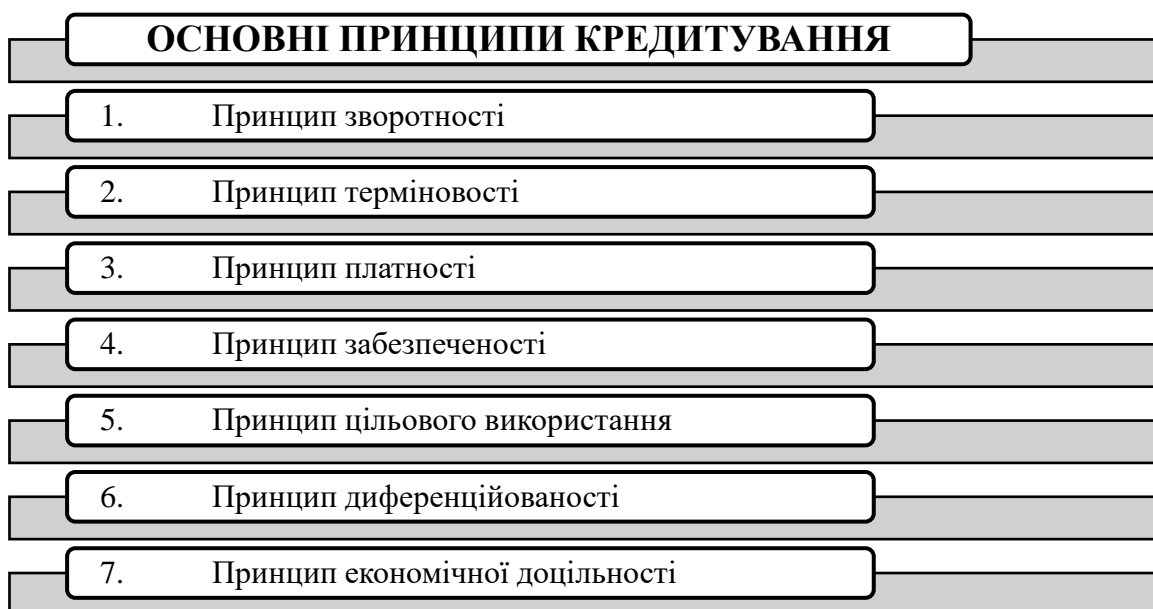 ОСНОВНІ ПРИНЦИПИ КРЕДИТУВАННЯ
1. Принцип зворотності
2. Принцип терміновості
3. Принцип платності
4. Принцип забезпеченості
5. Принцип цільового використання
6. Принцип диференційованості
7. Принцип економічної доцільності